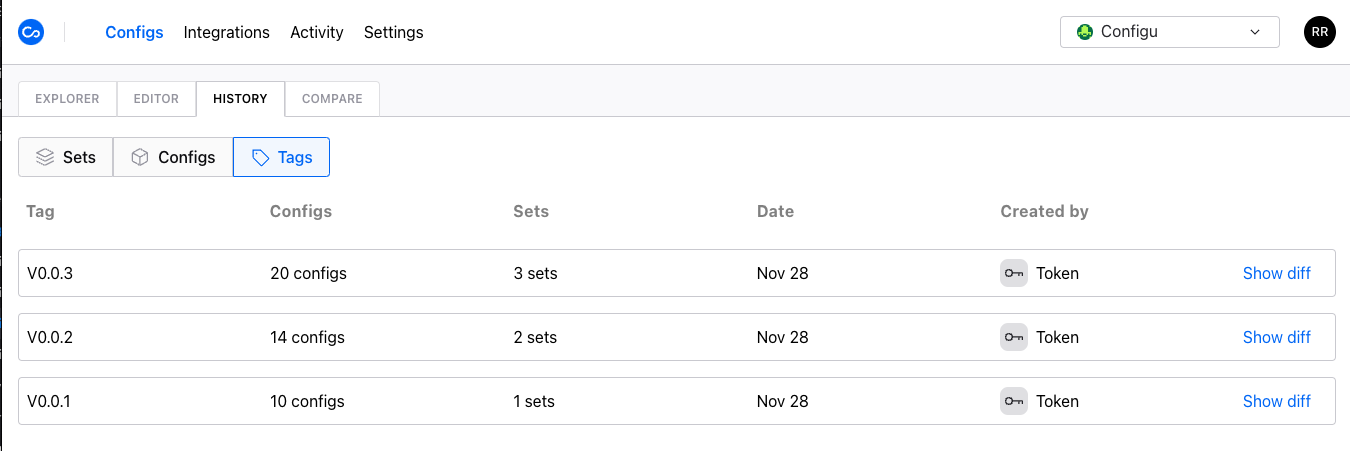 Configs Integrations Activity Settings Configu RR
EXPLORER EDITOR HISTORY COMPARE
Sets Configs Tags
Tag Configs Sets Date Created by
V0.0.3 20 configs 3 sets Nov 28 Token Show diff
V0.0.2 14 configs 2 sets Nov 28 Token Show diff
V0.0.1 10 configs 1 sets Nov 28 Token Show diff